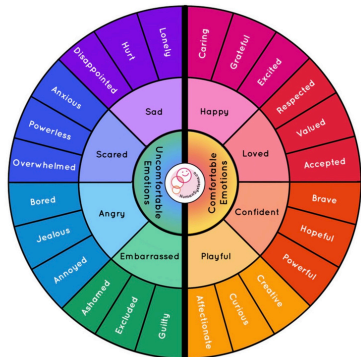 Disappointed
Hurt
Lonely
Caring
Grateful
Excited
Anxious
Powerless
Overwhelmed
Sad
Happy
Respected
Valued
Accepted
Scared
Uncomfortable
Emotions
Comfortable
Emotions
Loved
Bored
Jealous
Annoyed
Angry
Confident
Brave
Hopeful
Powerful
Embarrassed
Playful
Ashamed
Excluded
Guilty
Affectionate
Curious
Creative